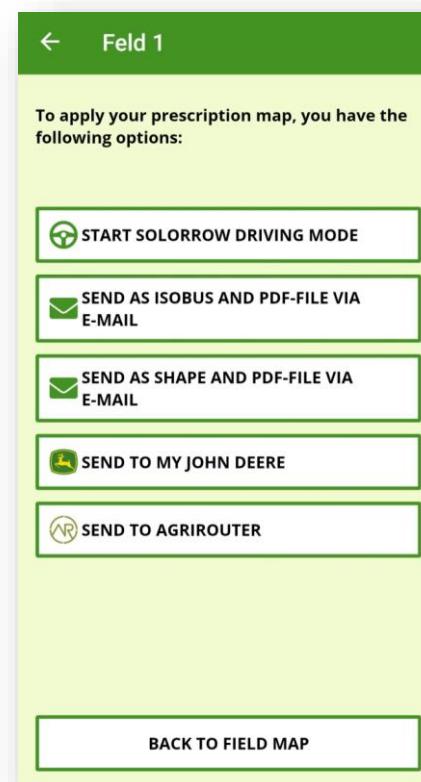 Feld 1
To apply your prescription map, you have the
following options:
START SOLORROW DRIVING MODE
SEND AS ISOBUS AND PDF-FILE VIA
E-MAIL
SEND AS SHAPE AND PDF-FILE VIA
E-MAIL
SEND TO MY JOHN DEERE
SEND TO AGRIROUTER
BACK TO FIELD MAP